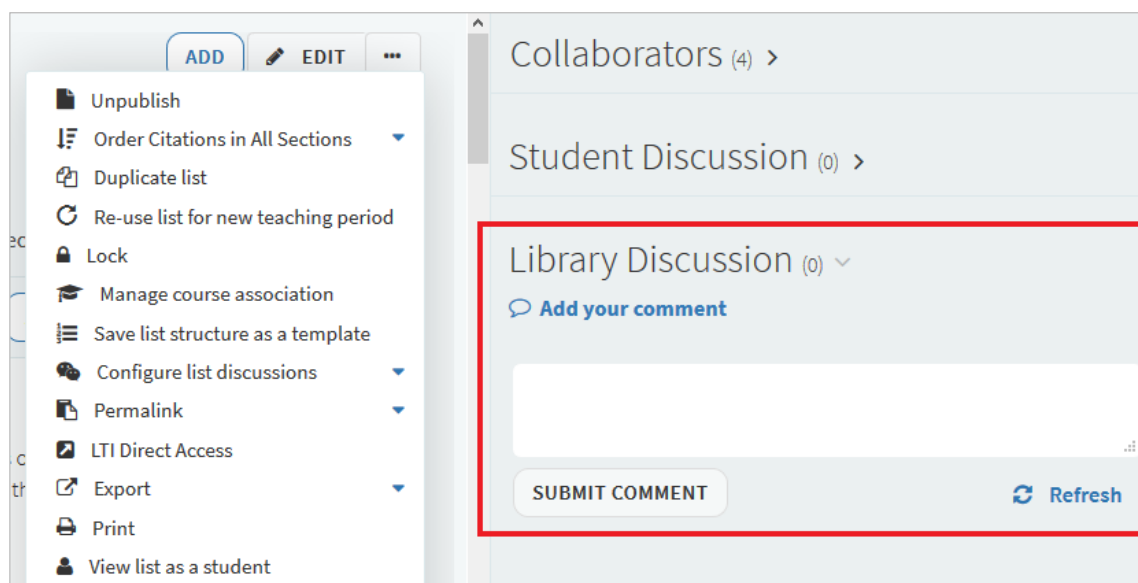 ADD EDIT ...
Unpublish
Order Citations in All Sections
Duplicate list
Re-use list for new teaching period
Lock
Manage course association
Save list structure as a template
Configure list discussions
Permalink
LTI Direct Access
Export
Print
View list as a student
Collaborators (4) >
Student Discussion (0) >
Library Discussion (0)
Add your comment
SUBMIT COMMENT Refresh